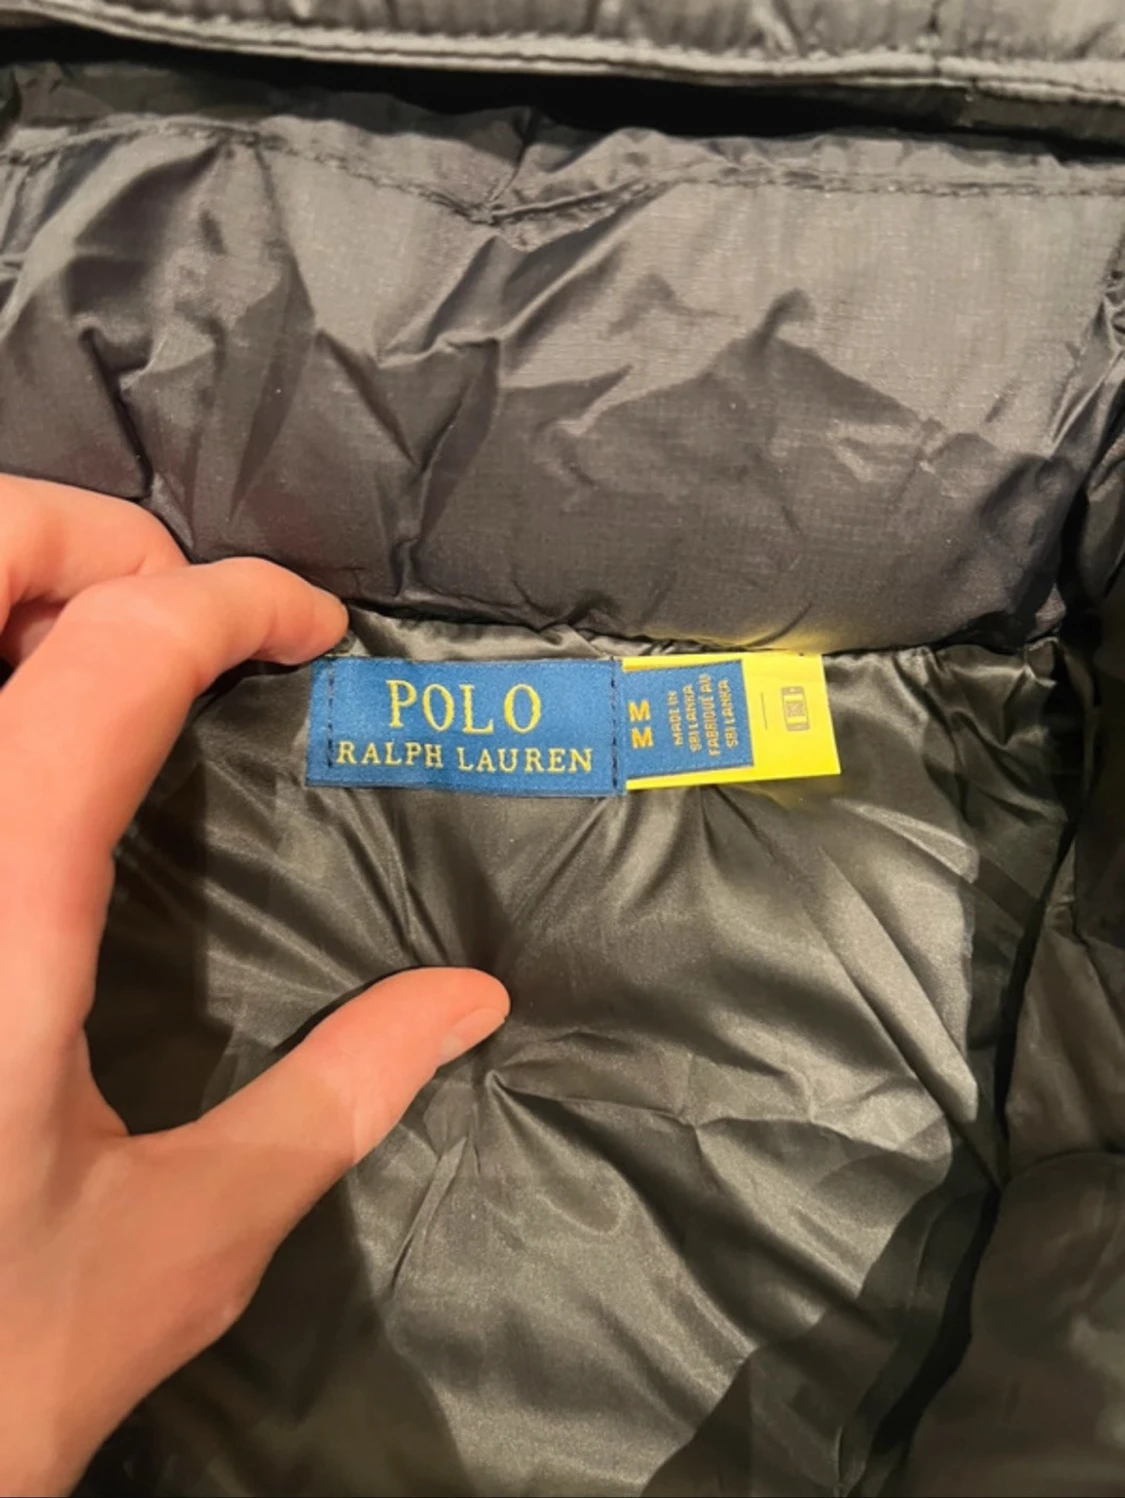 POLO
RALPH LAUREN
M
M
MADE IN
SRI LANKA
FABRIQUÉ AU
SRI LANKA